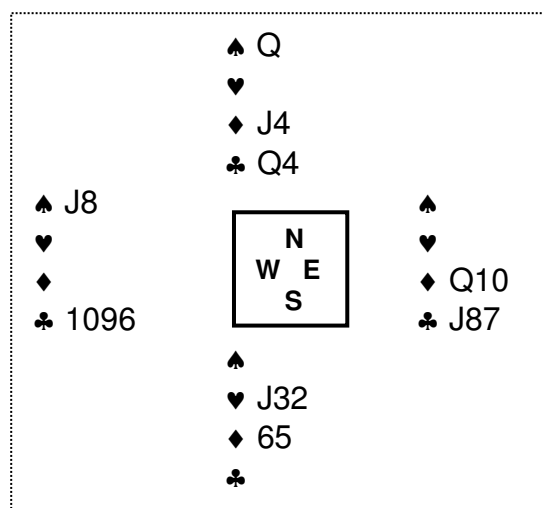 ♠ Q
♥
♦ J4
♣ Q4
♠ J8
♥
♦
♣ 1096
N
W E
S
♠
♥
♦ Q10
♣ J87
♠
♥ J32
♦ 65
♣